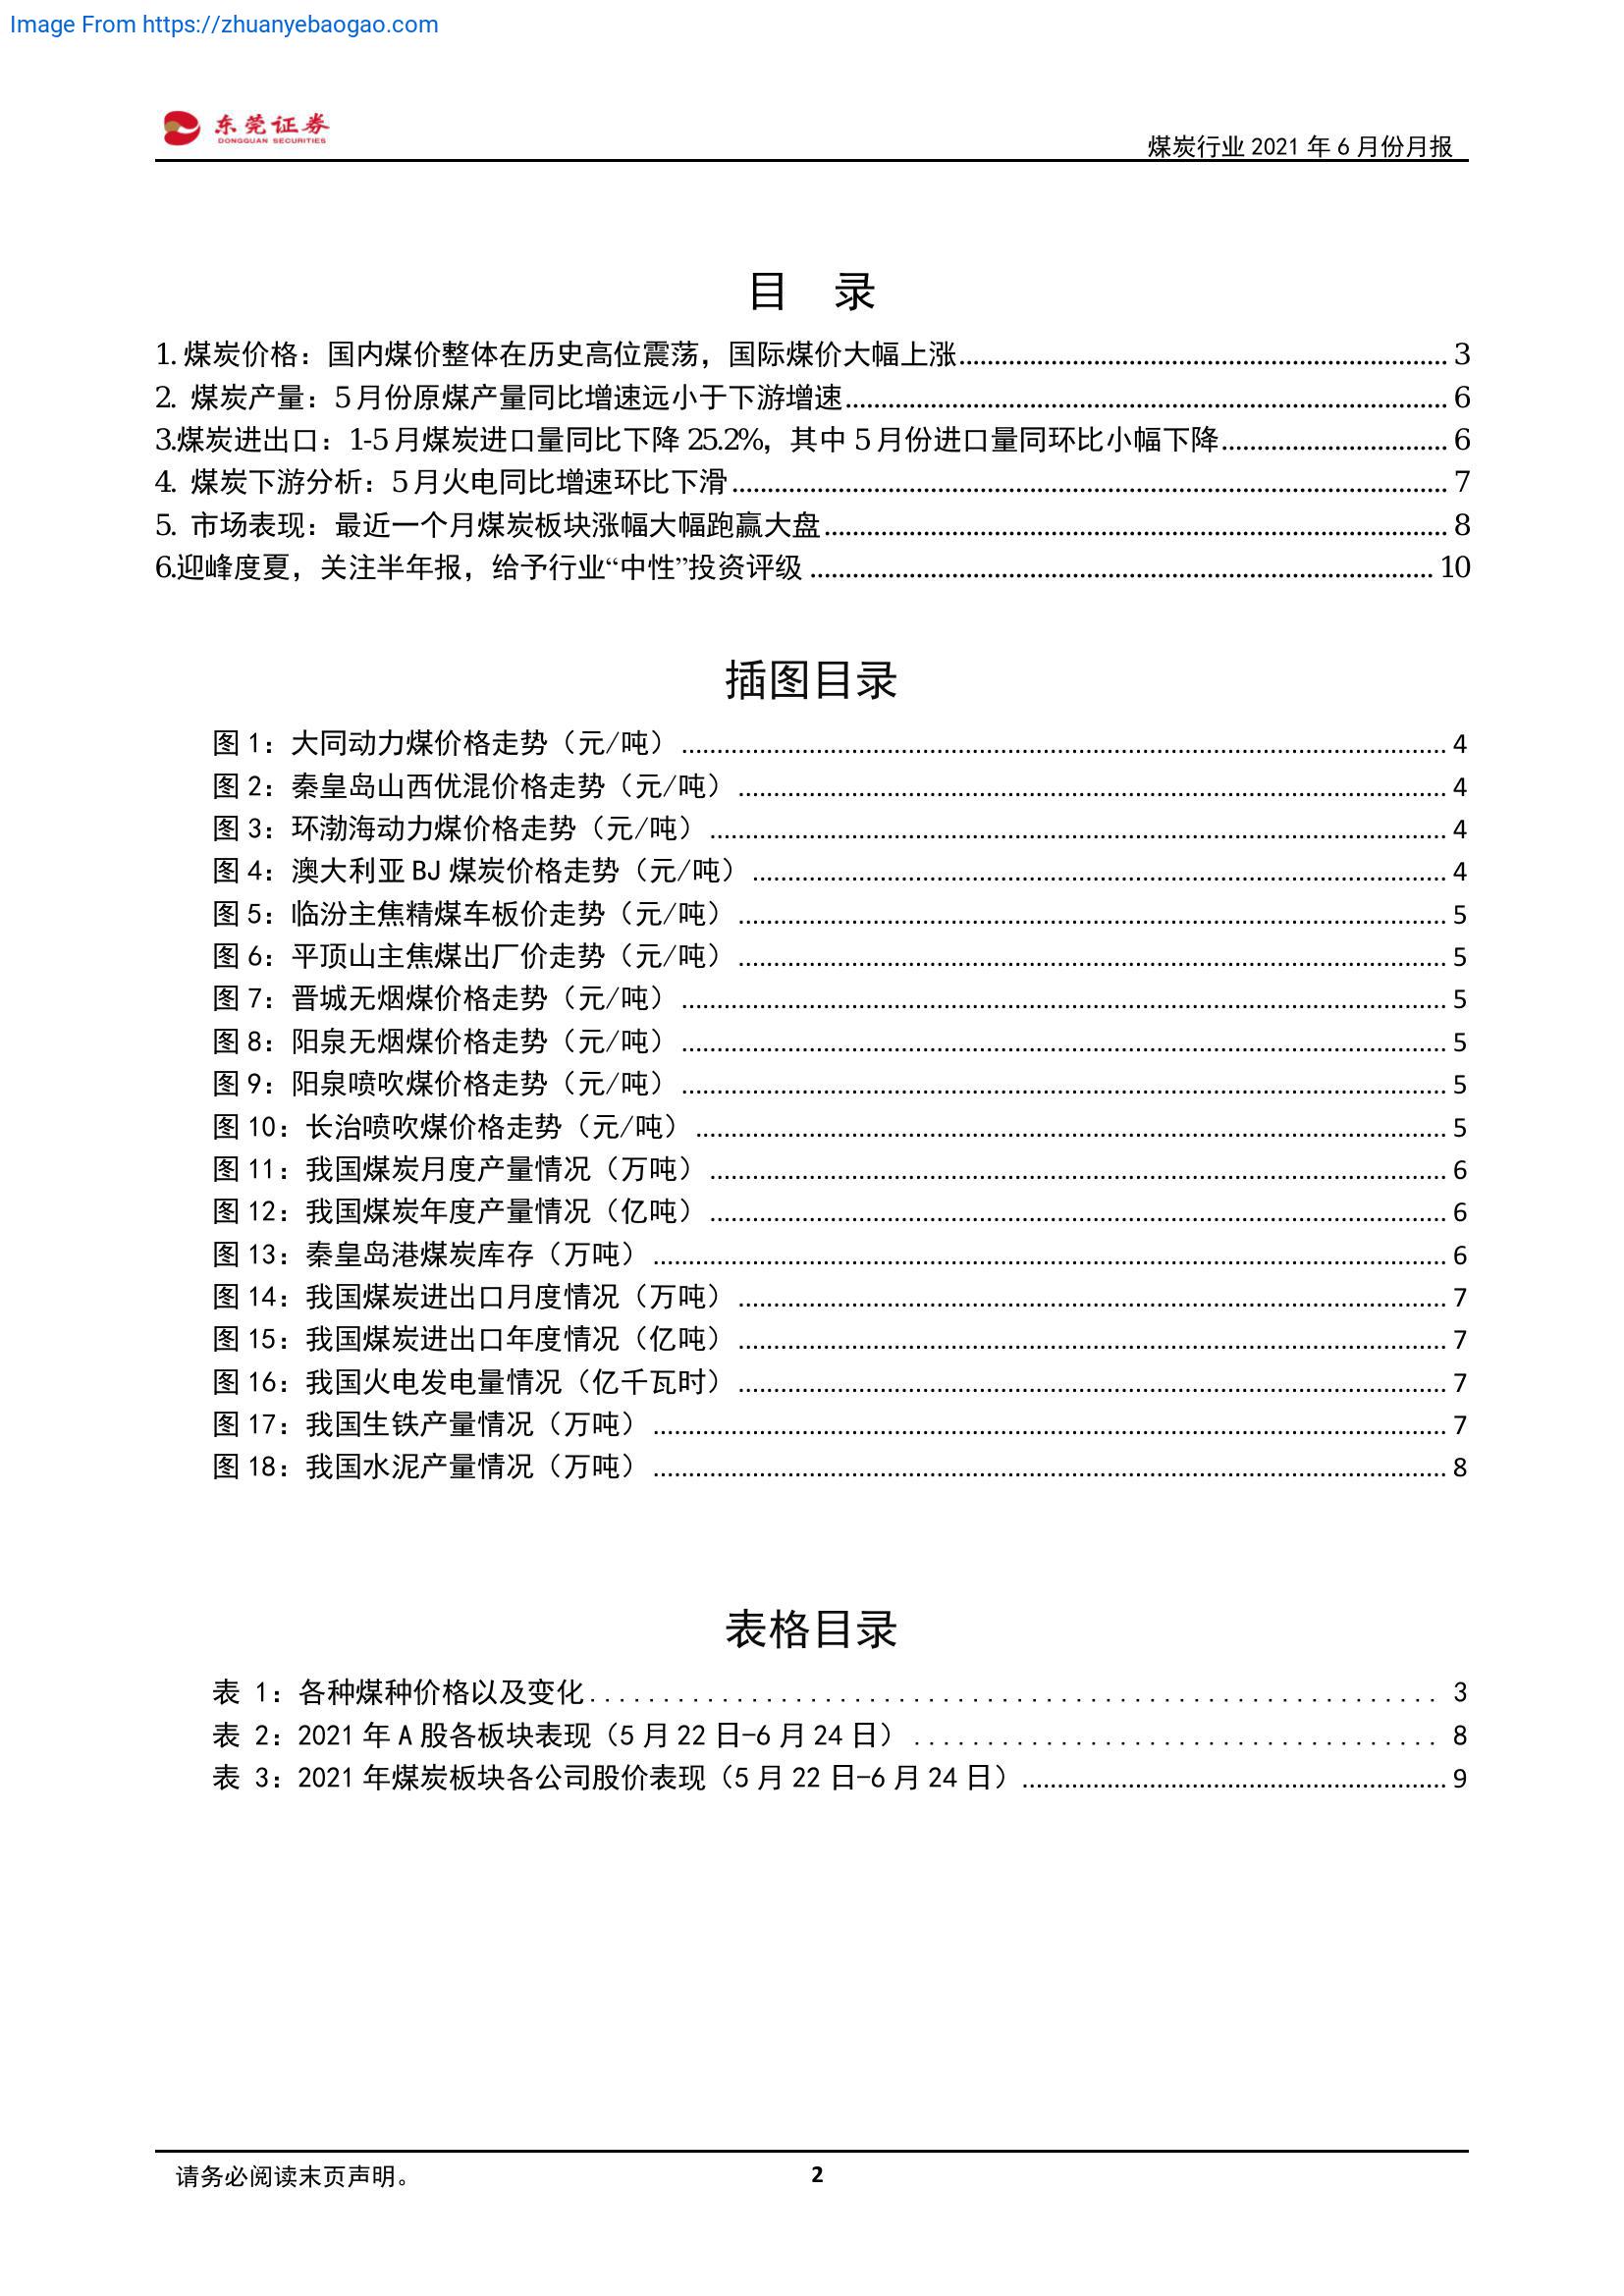 Image From https://zhuanyebaogao.com
东莞证券
DONGGUAN SECURITIES
煤炭行业 2021 年 6 月份月报
目 录
1. 煤炭价格：国内煤价整体在历史高位震荡，国际煤价大幅上涨 3
2. 煤炭产量：5 月份原煤产量同比增速远小于下游增速 6
3.煤炭进出口：1-5 月煤炭进口量同比下降 25.2%，其中 5 月份进口量同环比小幅下降 6
4. 煤炭下游分析：5 月火电同比增速环比下滑 7
5. 市场表现：最近一个月煤炭板块涨幅大幅跑赢大盘 8
6.迎峰度夏，关注半年报，给予行业“中性”投资评级 10
插图目录
图 1：大同动力煤价格走势（元/吨） 4
图 2：秦皇岛山西优混价格走势（元/吨） 4
图 3：环渤海动力煤价格走势（元/吨） 4
图 4：澳大利亚 BJ 煤炭价格走势（元/吨） 4
图 5：临汾主焦精煤车板价走势（元/吨） 5
图 6：平顶山主焦煤出厂价走势（元/吨） 5
图 7：晋城无烟煤价格走势（元/吨） 5
图 8：阳泉无烟煤价格走势（元/吨） 5
图 9：阳泉喷吹煤价格走势（元/吨） 5
图 10：长治喷吹煤价格走势（元/吨） 5
图 11：我国煤炭月度产量情况（万吨） 6
图 12：我国煤炭年度产量情况（亿吨） 6
图 13：秦皇岛港煤炭库存（万吨） 6
图 14：我国煤炭进出口月度情况（万吨） 7
图 15：我国煤炭进出口年度情况（亿吨） 7
图 16：我国火电发电量情况（亿千瓦时） 7
图 17：我国生铁产量情况（万吨） 7
图 18：我国水泥产量情况（万吨） 8
表格目录
表 1：各种煤种价格以及变化 3
表 2：2021 年 A 股各板块表现（5 月 22 日-6 月 24 日） 8
表 3：2021 年煤炭板块各公司股价表现（5 月 22 日-6 月 24 日） 9
请务必阅读末页声明。
2